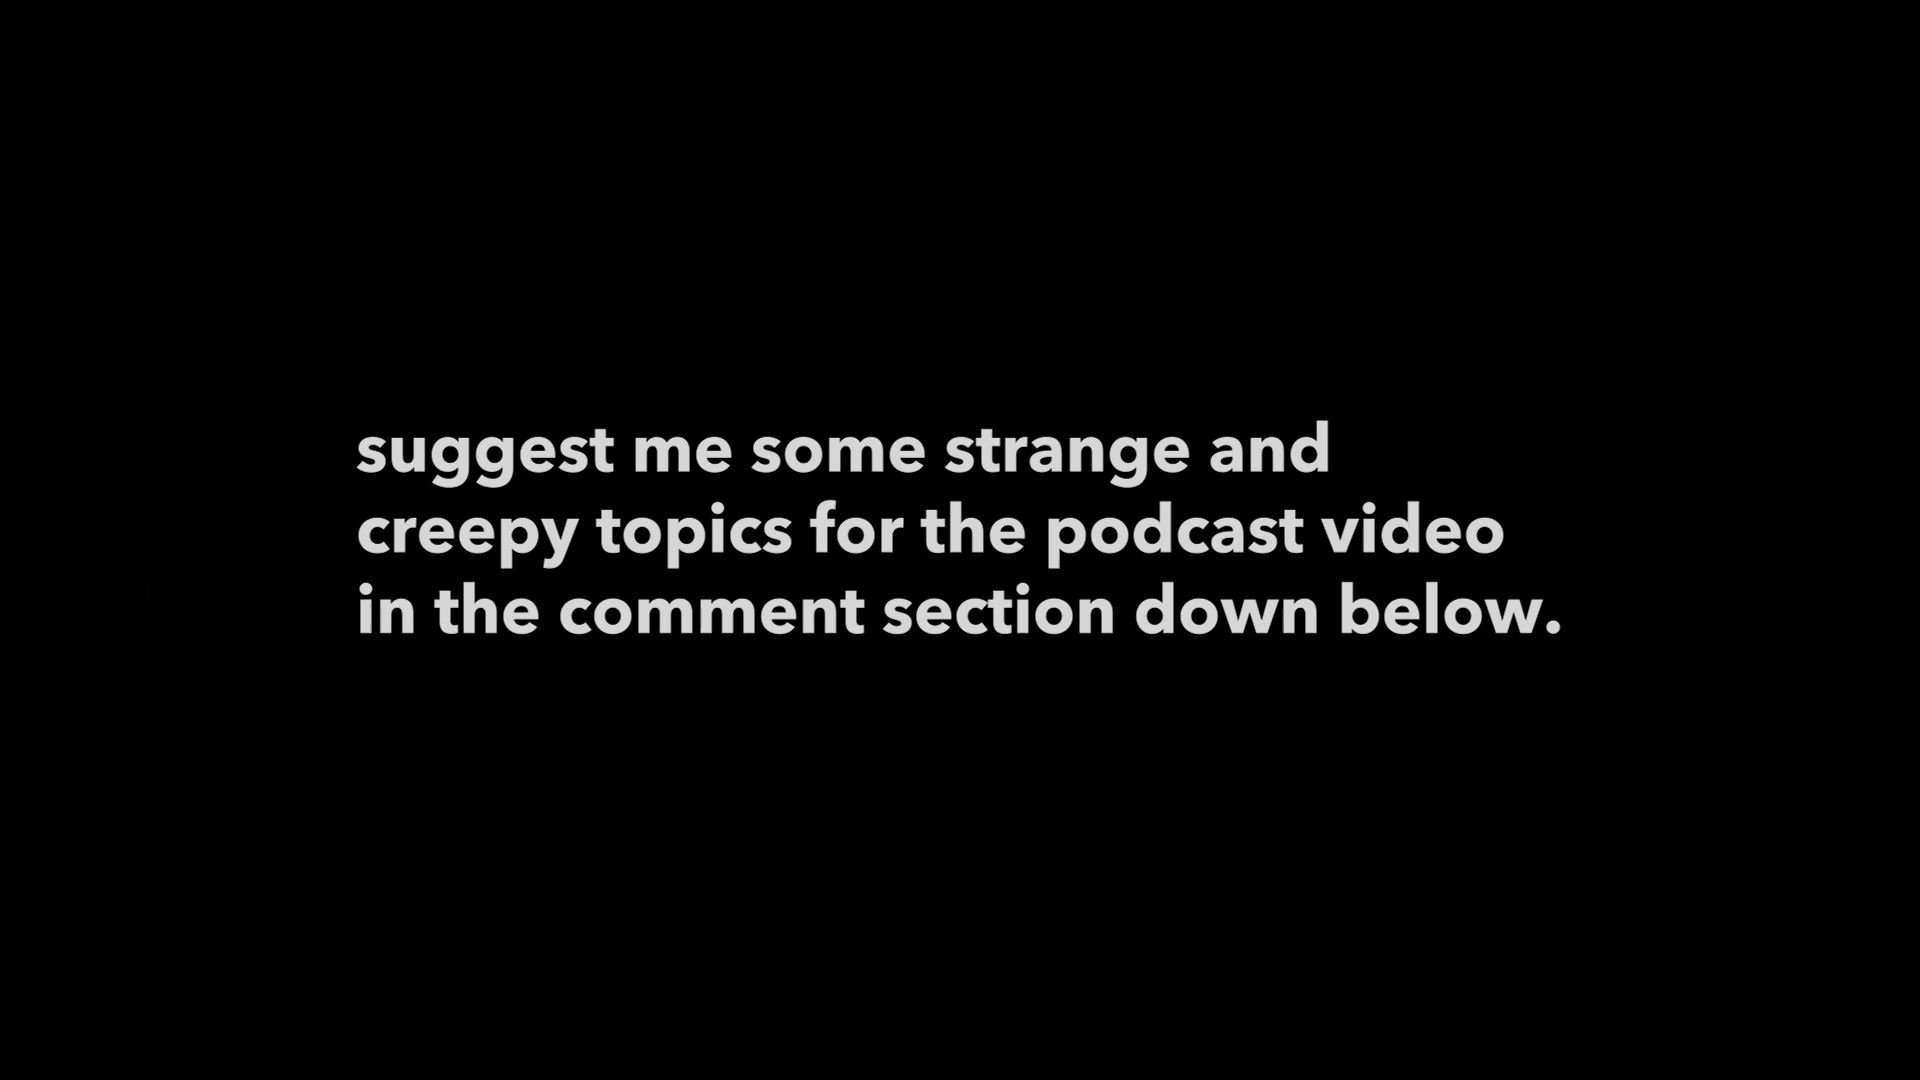 suggest me some strange and
creepy topics for the podcast video
in the comment section down below.